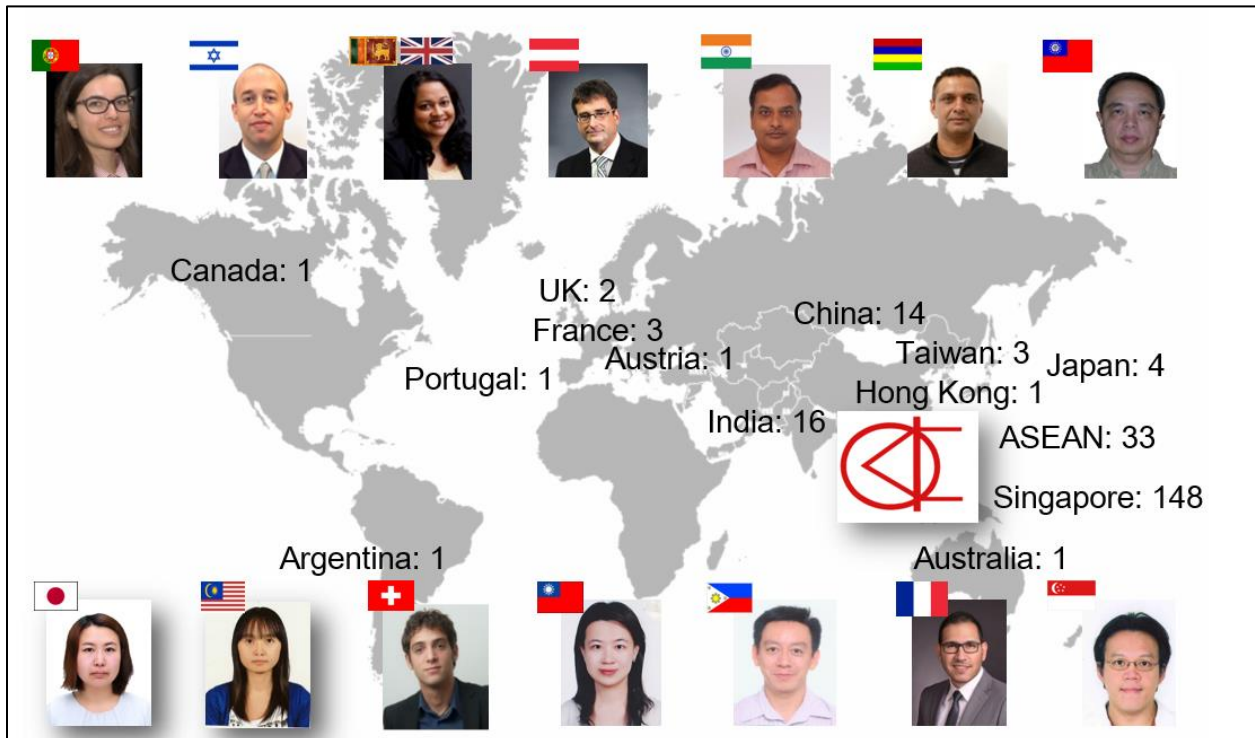 Canada: 1
UK: 2
France: 3
Austria: 1
Portugal: 1
China: 14
Taiwan: 3
Japan: 4
Hong Kong: 1
India: 16
ASEAN: 33
Singapore: 148
Argentina: 1
Australia: 1